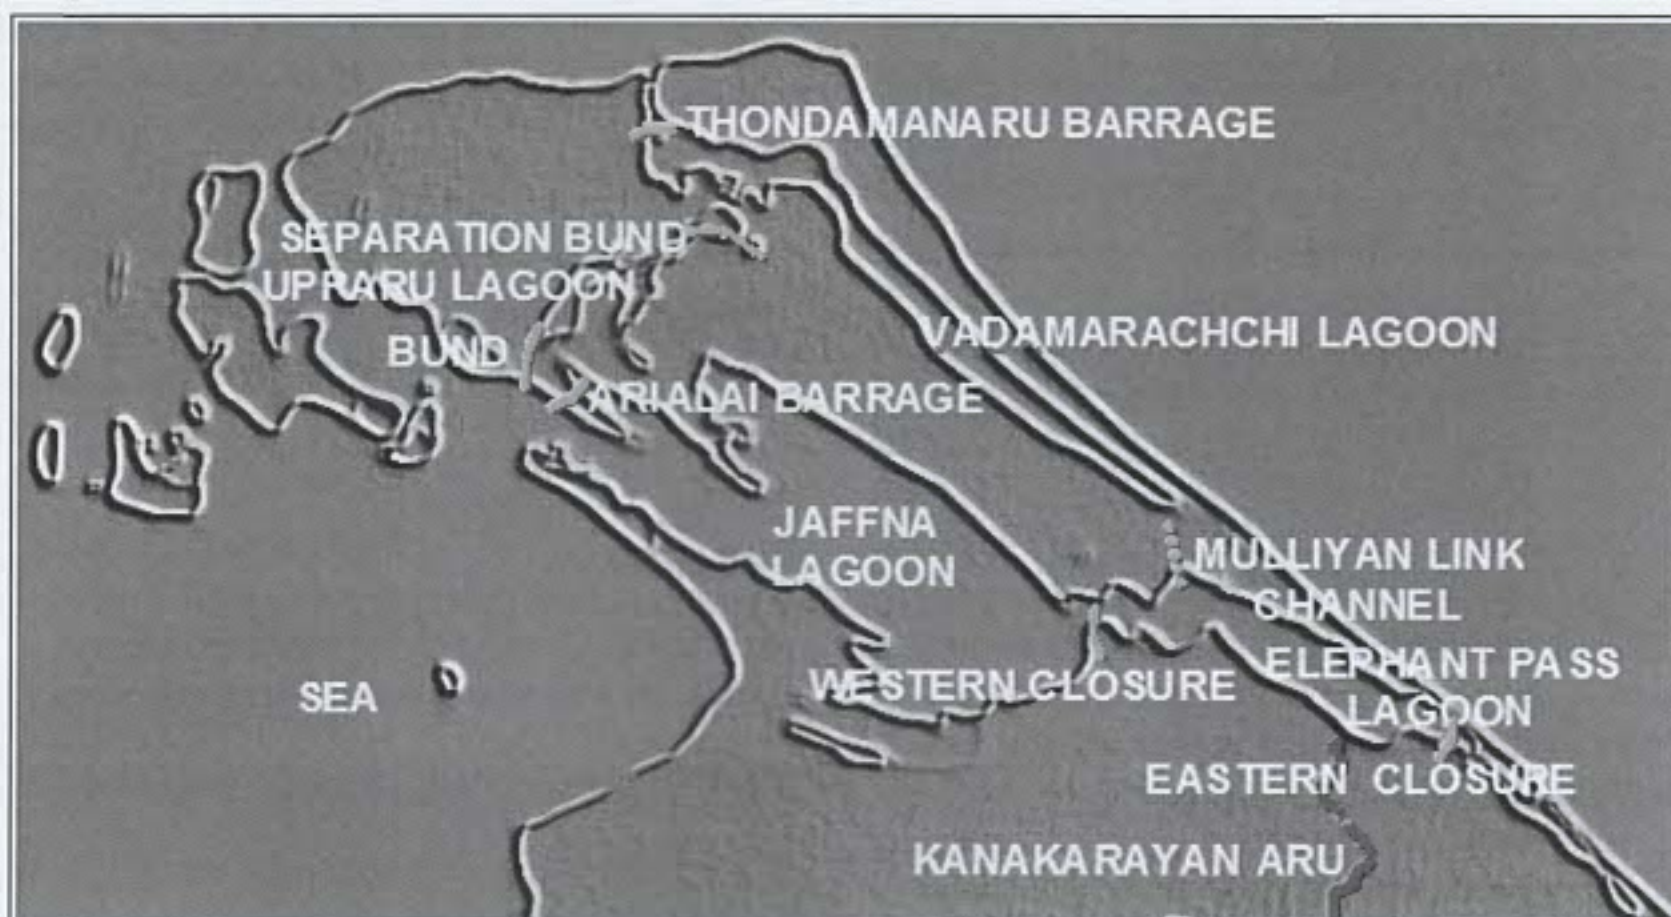 THONDAMANARU BARRAGE
SEPARATION BUND
UPRARU LAGOON
BUND
VADAMARACHCHI LAGOON
ARIALAI BARRAGE
JAFFNA
LAGOON
MULLIYAN LINK
CHANNEL
ELEPHANT PASS
LAGOON
WESTERN CLOSURE
SEA
EASTERN CLOSURE
KANAKARAYAN ARU